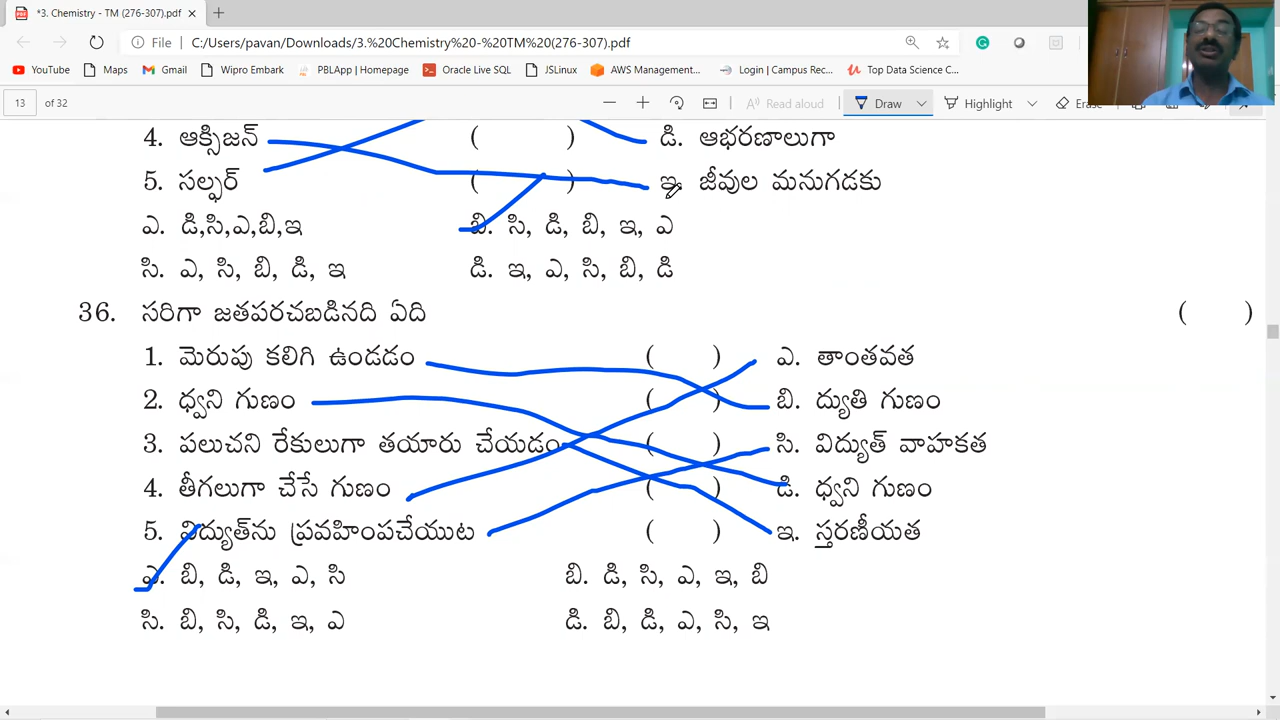 *3. Chemistry - TM (276-307).pdf
File C:/Users/pavan/Downloads/3.%20Chemistry%20-%20TM%20(276-307).pdf
YouTube Maps Gmail Wipro Embark PBLApp | Homepage Oracle Live SQL JSLinux AWS Management... Login | Campus Rec... Top Data Science C...
13 of 32 Read aloud Draw Highlight Erase
4. ఆక్సిజన్ ( ) డి. ఆభరణాలుగా
5. సల్ఫర్ ( ) ఇ. జీవుల మనుగడకు
ఎ. డి,సి,ఎ,బి,ఇ బి. సి, డి, బి, ఇ, ఎ
సి. ఎ, సి, బి, డి, ఇ డి. ఇ, ఎ, సి, బి, డి
36. సరిగా జతపరచబడినది ఏది ( )
1. మెరుపు కలిగి ఉండడం ( ) ఎ. తాంతవత
2. ధ్వని గుణం ( ) బి. ద్యుతి గుణం
3. పలుచని రేకులుగా తయారు చేయడం ( ) సి. విద్యుత్ వాహకత
4. తీగలుగా చేసే గుణం ( ) డి. ధ్వని గుణం
5. విద్యుత్‌ను ప్రవహింపచేయుట ( ) ఇ. స్తరణీయత
ఎ. బి, డి, ఇ, ఎ, సి బి. డి, సి, ఎ, ఇ, బి
సి. బి, సి, డి, ఇ, ఎ డి. బి, డి, ఎ, సి, ఇ